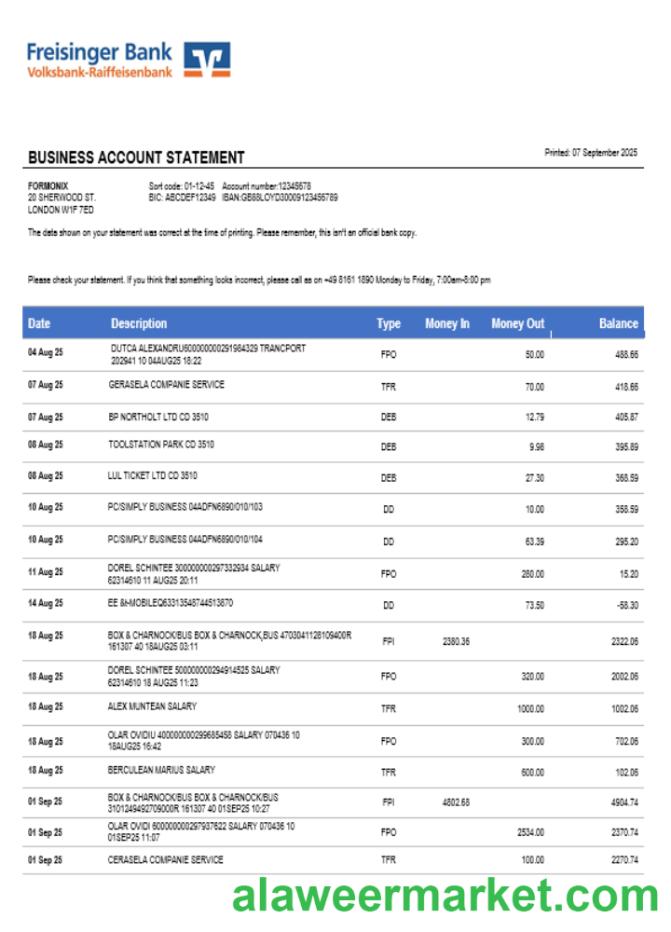 Freisinger Bank
Volksbank-Raiffeisenbank
BUSINESS ACCOUNT STATEMENT
Printed: 07 September 2025
FORMONIX
20 SHERWOOD ST.
LONDON W1F 7ED
Sort code: 01-12-45 Account number:12345678
BIC: ABCDEF12349 IBAN:GB88LOYD30009123456789
The data shown on your statement was correct at the time of printing. Please remember, this isn't an official bank copy.
Please check your statement. If you think that something looks incorrect, please call as on +49 8161 1890 Monday to Friday, 7:00am-8:00 pm
Date Description Type Money In Money Out Balance
04 Aug 25 DUTCA ALEXANDRU600000000291984329 TRANCPORT
202941 10 04AUG25 18:22 FPO 50.00 488.66
07 Aug 25 GERASELA COMPANIE SERVICE TFR 70.00 418.66
07 Aug 25 BP NORTHOLT LTD CD 3510 DEB 12.79 405.87
08 Aug 25 TOOLSTATION PARK CD 3510 DEB 9.98 395.89
08 Aug 25 LUL TICKET LTD CD 3510 DEB 27.30 368.59
10 Aug 25 PC/SIMPLY BUSINESS 04ADFN6890/010/103 DD 10.00 358.59
10 Aug 25 PC/SIMPLY BUSINESS 04ADFN6890/010/104 DD 63.39 295.20
11 Aug 25 DOREL SCHINTEE 300000000297332934 SALARY
62314610 11 AUG25 20:11 FPO 280.00 15.20
14 Aug 25 EE &I-MOBILEQ63313548744513870 DD 73.50 -58.30
18 Aug 25 BOX & CHARNOCK/BUS BOX & CHARNOCK,BUS 4703041128109400R
161307 40 18AUG25 03:11 FPI 2380.36 2322.06
18 Aug 25 DOREL SCHINTEE 500000000294914525 SALARY
62314610 18 AUG25 11:23 FPO 320.00 2002.06
18 Aug 25 ALEX MUNTEAN SALARY TFR 1000.00 1002.06
18 Aug 25 OLAR OVIDIU 400000000299685458 SALARY 070436 10
18AUG25 16:42 FPO 300.00 702.06
18 Aug 25 BERCULEAN MARIUS SALARY TFR 600.00 102.06
01 Sep 25 BOX & CHARNOCK/BUS BOX & CHARNOCK/BUS
3101249492709000R 161307 40 01SEP25 10:27 FPI 4802.68 4904.74
01 Sep 25 OLAR OVIDI 600000000297937622 SALARY 070436 10
01SEP25 11:07 FPO 2534.00 2370.74
01 Sep 25 CERASELA COMPANIE SERVICE TFR 100.00 2270.74
alaweermarket.com